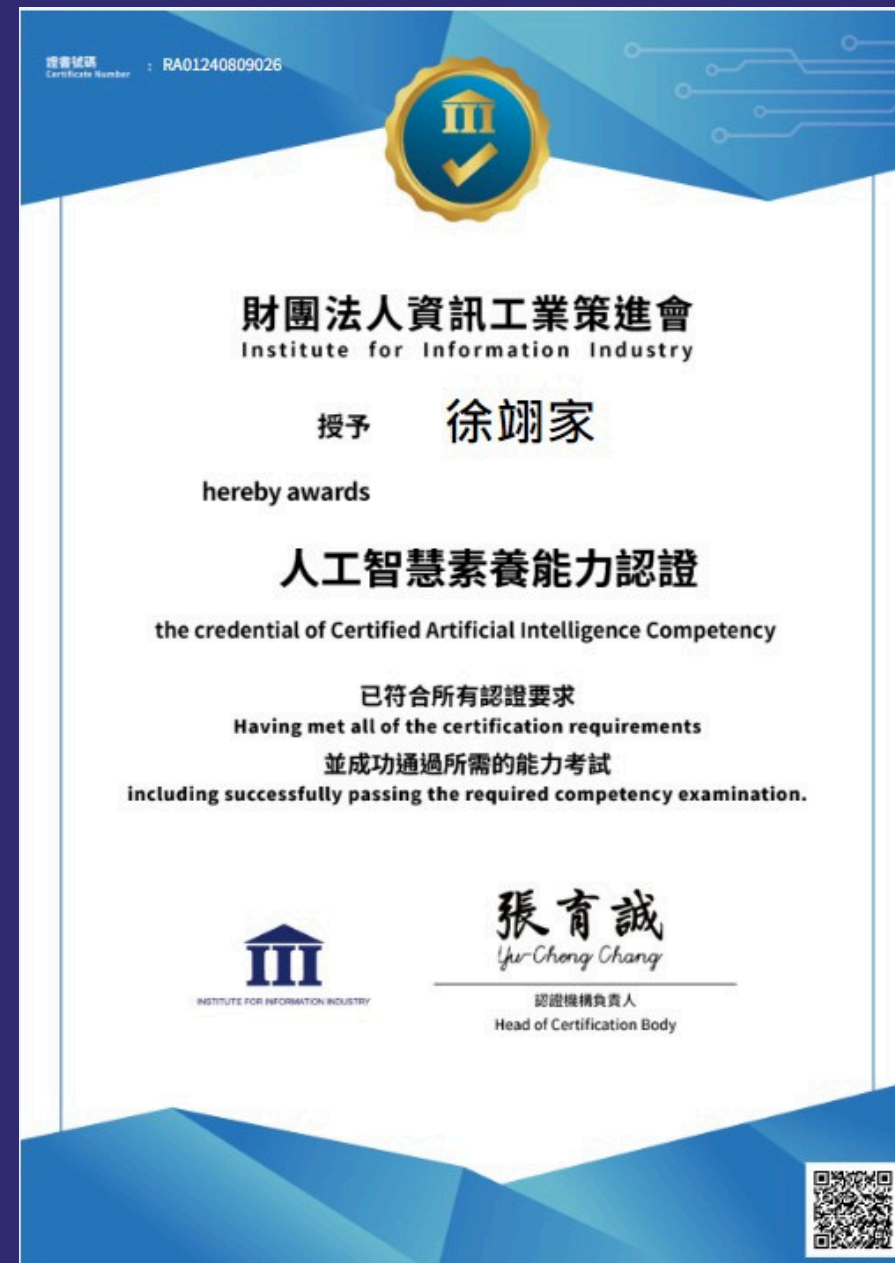 證書號碼
Certificate Number : RA01240809026
財團法人資訊工業策進會
Institute for Information Industry
授予 徐翊家
hereby awards
人工智慧素養能力認證
the credential of Certified Artificial Intelligence Competency
已符合所有認證要求
Having met all of the certification requirements
並成功通過所需的能力考試
including successfully passing the required competency examination.
張育誠
Yu-Cheng Chang
INSTITUTE FOR INFORMATION INDUSTRY
認證機構負責人
Head of Certification Body